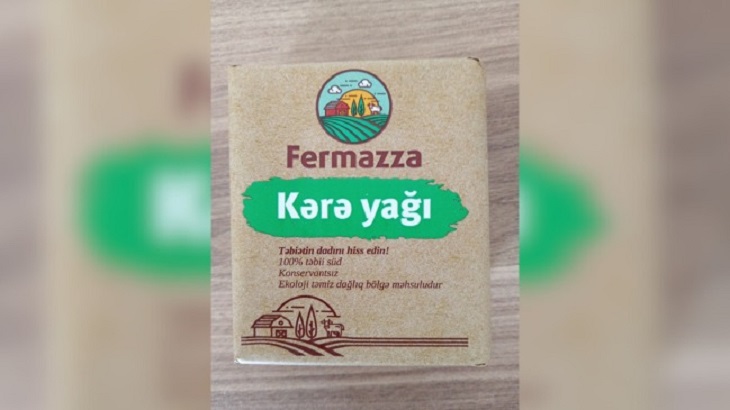 Fermazza
Kərə yağı
Təbiətin dadını hiss edin!
100% təbii süd
Konservantsız
Ekoloji təmiz dağlıq bölgə məhsuludur